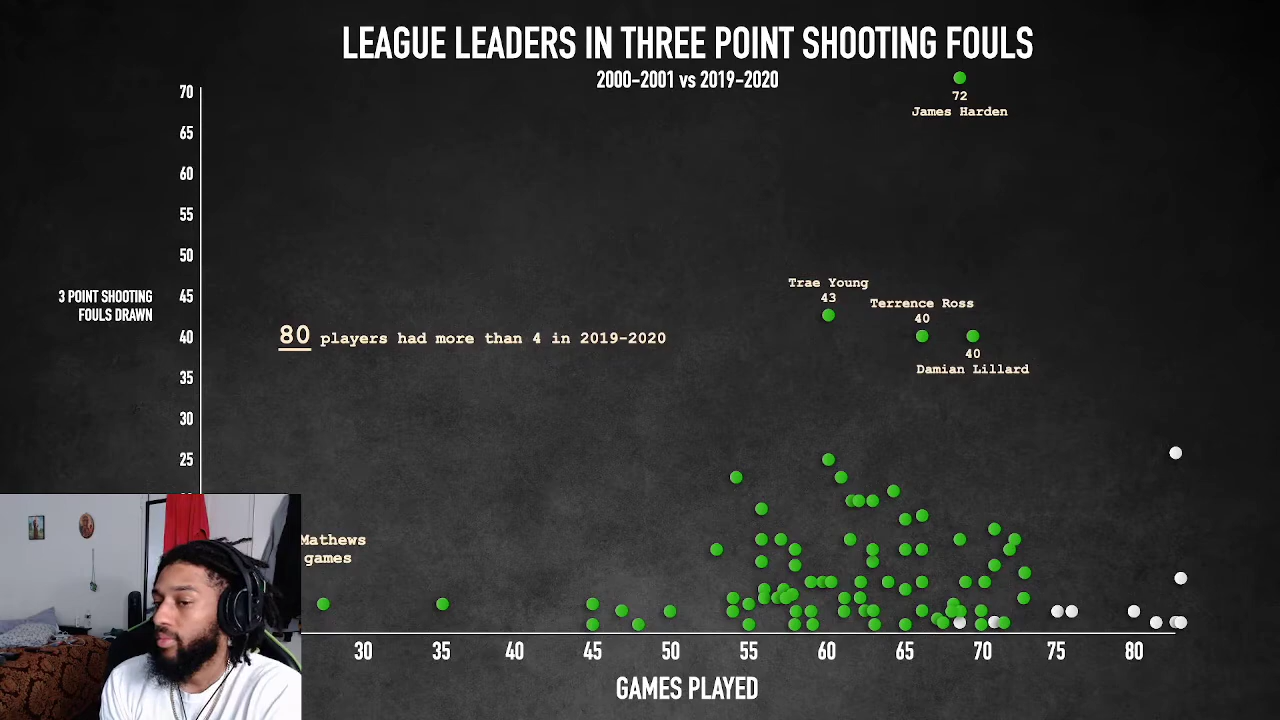 LEAGUE LEADERS IN THREE POINT SHOOTING FOULS
2000-2001 vs 2019-2020
70
72
James Harden
65
60
55
50
Trae Young
3 POINT SHOOTING
FOULS DRAWN
45
43
Terrence Ross
40
40
80 players had more than 4 in 2019-2020
40
Damian Lillard
35
30
25
Mathews
games
30 35 40 45 50 55 60 65 70 75 80
GAMES PLAYED